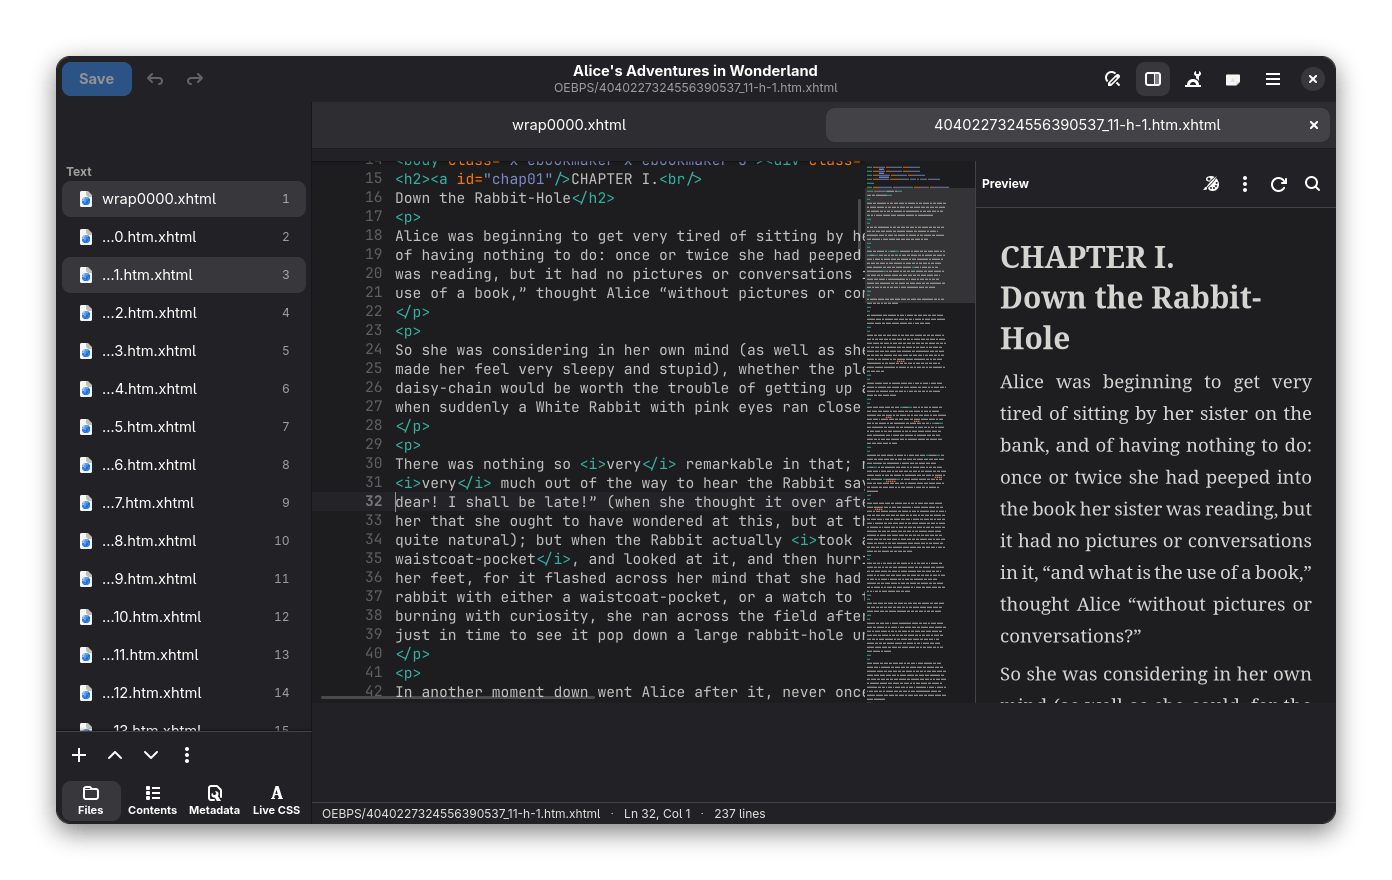 Save
Alice's Adventures in Wonderland
OEBPS/4040227324556390537_11-h-1.htm.xhtml
wrap0000.xhtml
4040227324556390537_11-h-1.htm.xhtml
Text
wrap0000.xhtml 1
...0.htm.xhtml 2
...1.htm.xhtml 3
...2.htm.xhtml 4
...3.htm.xhtml 5
...4.htm.xhtml 6
...5.htm.xhtml 7
...6.htm.xhtml 8
...7.htm.xhtml 9
...8.htm.xhtml 10
...9.htm.xhtml 11
...10.htm.xhtml 12
...11.htm.xhtml 13
...12.htm.xhtml 14
...13.htm.xhtml 15
Files
Contents
Metadata
Live CSS
15 <h2><a id="chap01"/>CHAPTER I.<br/>
16 Down the Rabbit-Hole</h2>
17 <p>
18 Alice was beginning to get very tired of sitting by
19 of having nothing to do: once or twice she had peeped
20 was reading, but it had no pictures or conversations
21 use of a book,” thought Alice “without pictures or
22 </p>
23 <p>
24 So she was considering in her own mind (as well as she
25 made her feel very sleepy and stupid), whether the
26 daisy-chain would be worth the trouble of getting up
27 when suddenly a White Rabbit with pink eyes ran close
28 </p>
29 <p>
30 There was nothing so <i>very</i> remarkable in that;
31 <i>very</i> much out of the way to hear the Rabbit
32 dear! I shall be late!” (when she thought it over
33 her that she ought to have wondered at this, but at
34 quite natural); but when the Rabbit actually <i>took
35 waistcoat-pocket</i>, and looked at it, and then
36 her feet, for it flashed across her mind that she had
37 rabbit with either a waistcoat-pocket, or a watch to
38 burning with curiosity, she ran across the field after
39 just in time to see it pop down a large rabbit-hole
40 </p>
41 <p>
42 In another moment down went Alice after it, never once
Preview
CHAPTER I.
Down the Rabbit-
Hole
Alice was beginning to get very
tired of sitting by her sister on the
bank, and of having nothing to do:
once or twice she had peeped into
the book her sister was reading, but
it had no pictures or conversations
in it, “and what is the use of a book,”
thought Alice “without pictures or
conversations?”
So she was considering in her own
mind (as well as she could, for the
OEBPS/4040227324556390537_11-h-1.htm.xhtml · Ln 32, Col 1 · 237 lines